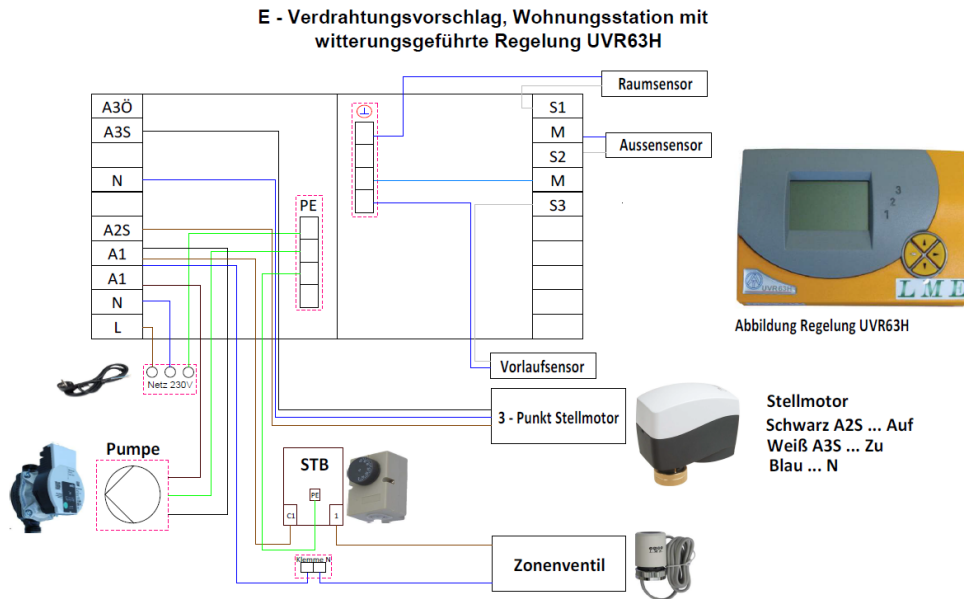 E - Verdrahtungsvorschlag, Wohnungsstation mit
witterungsgeführte Regelung UVR63H
A3Ö
A3S
N
A2S
A1
A1
N
L
PE
S1
M
S2
M
S3
Raumsensor
Aussensensor
3
2
1
UVR63H
LME
Abbildung Regelung UVR63H
Netz 230V
Vorlaufsensor
3 - Punkt Stellmotor
Stellmotor
Schwarz A2S ... Auf
Weiß A3S ... Zu
Blau ... N
Pumpe
STB
PE
C1
1
Klemme N
Zonenventil